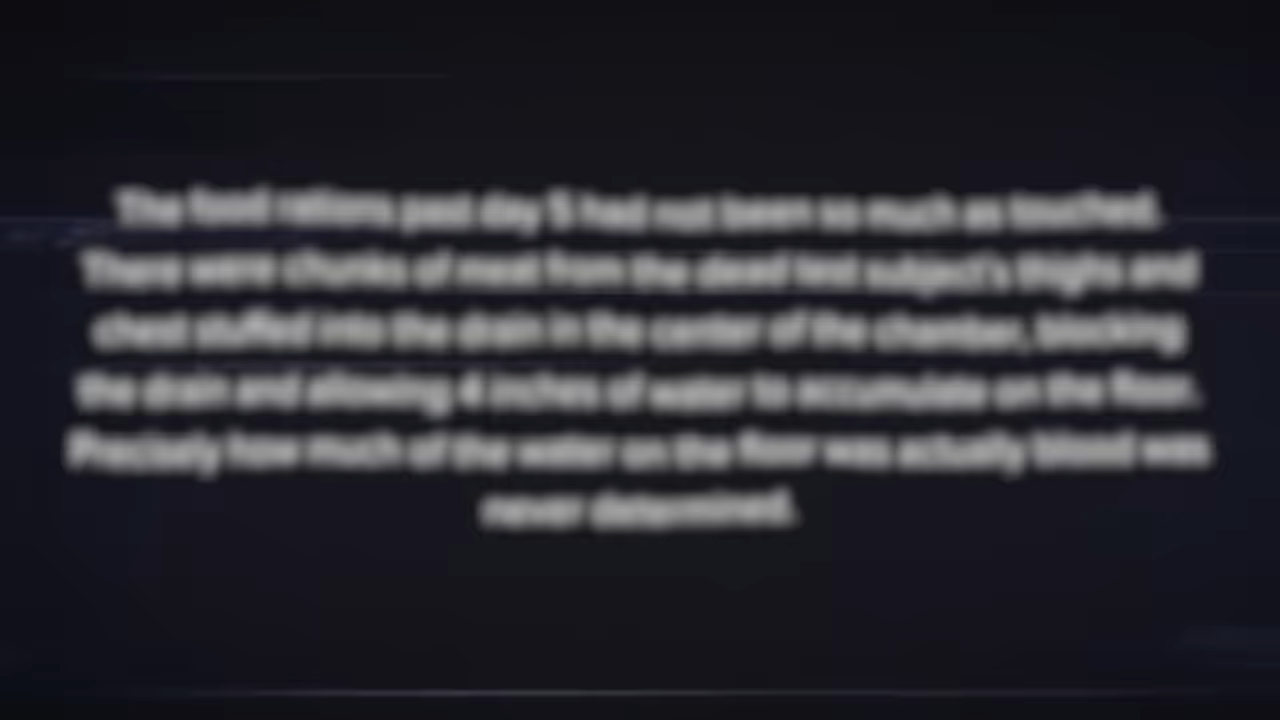 The food rations past day 5 had not been so much as touched.
There were chunks of meat from the dead test subject's thighs and
chest stuffed into the drain in the center of the chamber, blocking
the drain and allowing 4 inches of water to accumulate on the floor.
Precisely how much of the water on the floor was actually blood was
never determined.